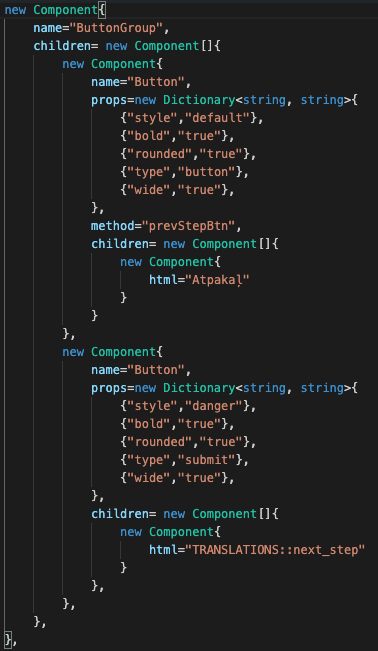 new Component{
name="ButtonGroup",
children= new Component[]{
new Component{
name="Button",
props=new Dictionary<string, string>{
{"style","default"},
{"bold","true"},
{"rounded","true"},
{"type","button"},
{"wide","true"},
},
method="prevStepBtn",
children= new Component[]{
new Component{
html="Atpakaļ"
}
}
},
new Component{
name="Button",
props=new Dictionary<string, string>{
{"style","danger"},
{"bold","true"},
{"rounded","true"},
{"type","submit"},
{"wide","true"},
},
children= new Component[]{
new Component{
html="TRANSLATIONS::next_step"
}
},
},
},
},